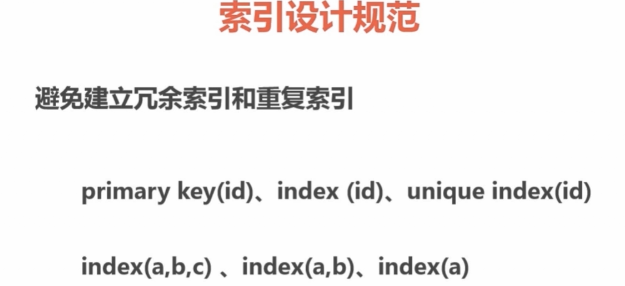 索引设计规范
避免建立冗余索引和重复索引
primary key(id)、index (id)、unique index(id)
index(a,b,c) 、index(a,b)、index(a)